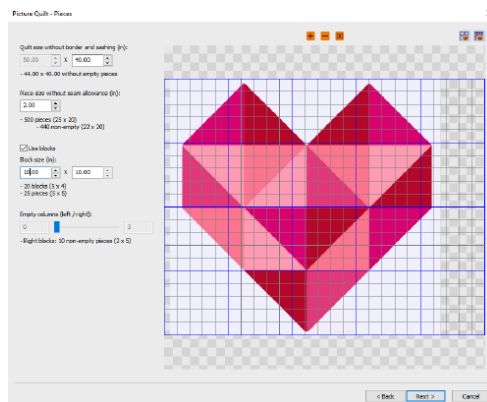 Picture Quilt - Pieces
Quilt size without border and sashing (in):
50.00 X 40.00
- 44.00 x 40.00 without empty pieces
Piece size without seam allowance (in):
2.00
- 500 pieces (25 x 20)
- 440 non-empty (22 x 20)
Use blocks
Block size (in):
10.00 X 10.00
- 20 blocks (5 x 4)
- 25 pieces (5 x 5)
Empty columns (left / right):
0 3
- Right blocks: 10 non-empty pieces (2 x 5)
< Back Next > Cancel